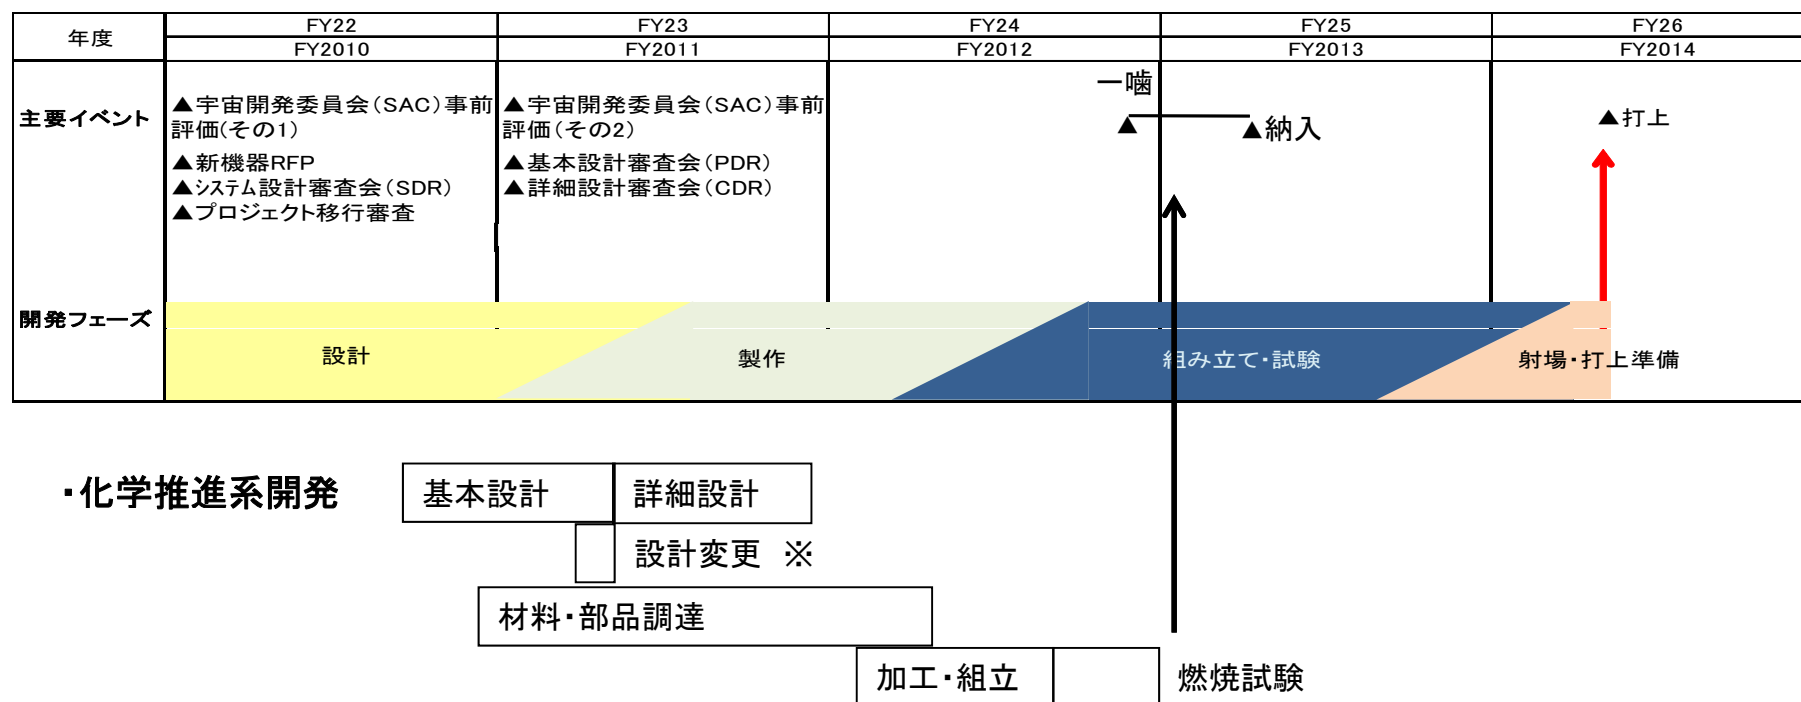 年度
FY22
FY23
FY24
FY25
FY26
FY2010
FY2011
FY2012
FY2013
FY2014
主要イベント
▲宇宙開発委員会(SAC)事前
評価(その1)
▲新機器RFP
▲システム設計審査会(SDR)
▲プロジェクト移行審査
▲宇宙開発委員会(SAC)事前
評価(その2)
▲基本設計審査会(PDR)
▲詳細設計審査会(CDR)
一噛
▲
▲納入
▲打上
開発フェーズ
設計
製作
組み立て・試験
射場・打上準備
・化学推進系開発
基本設計
詳細設計
設計変更 ※
材料・部品調達
加工・組立
燃焼試験